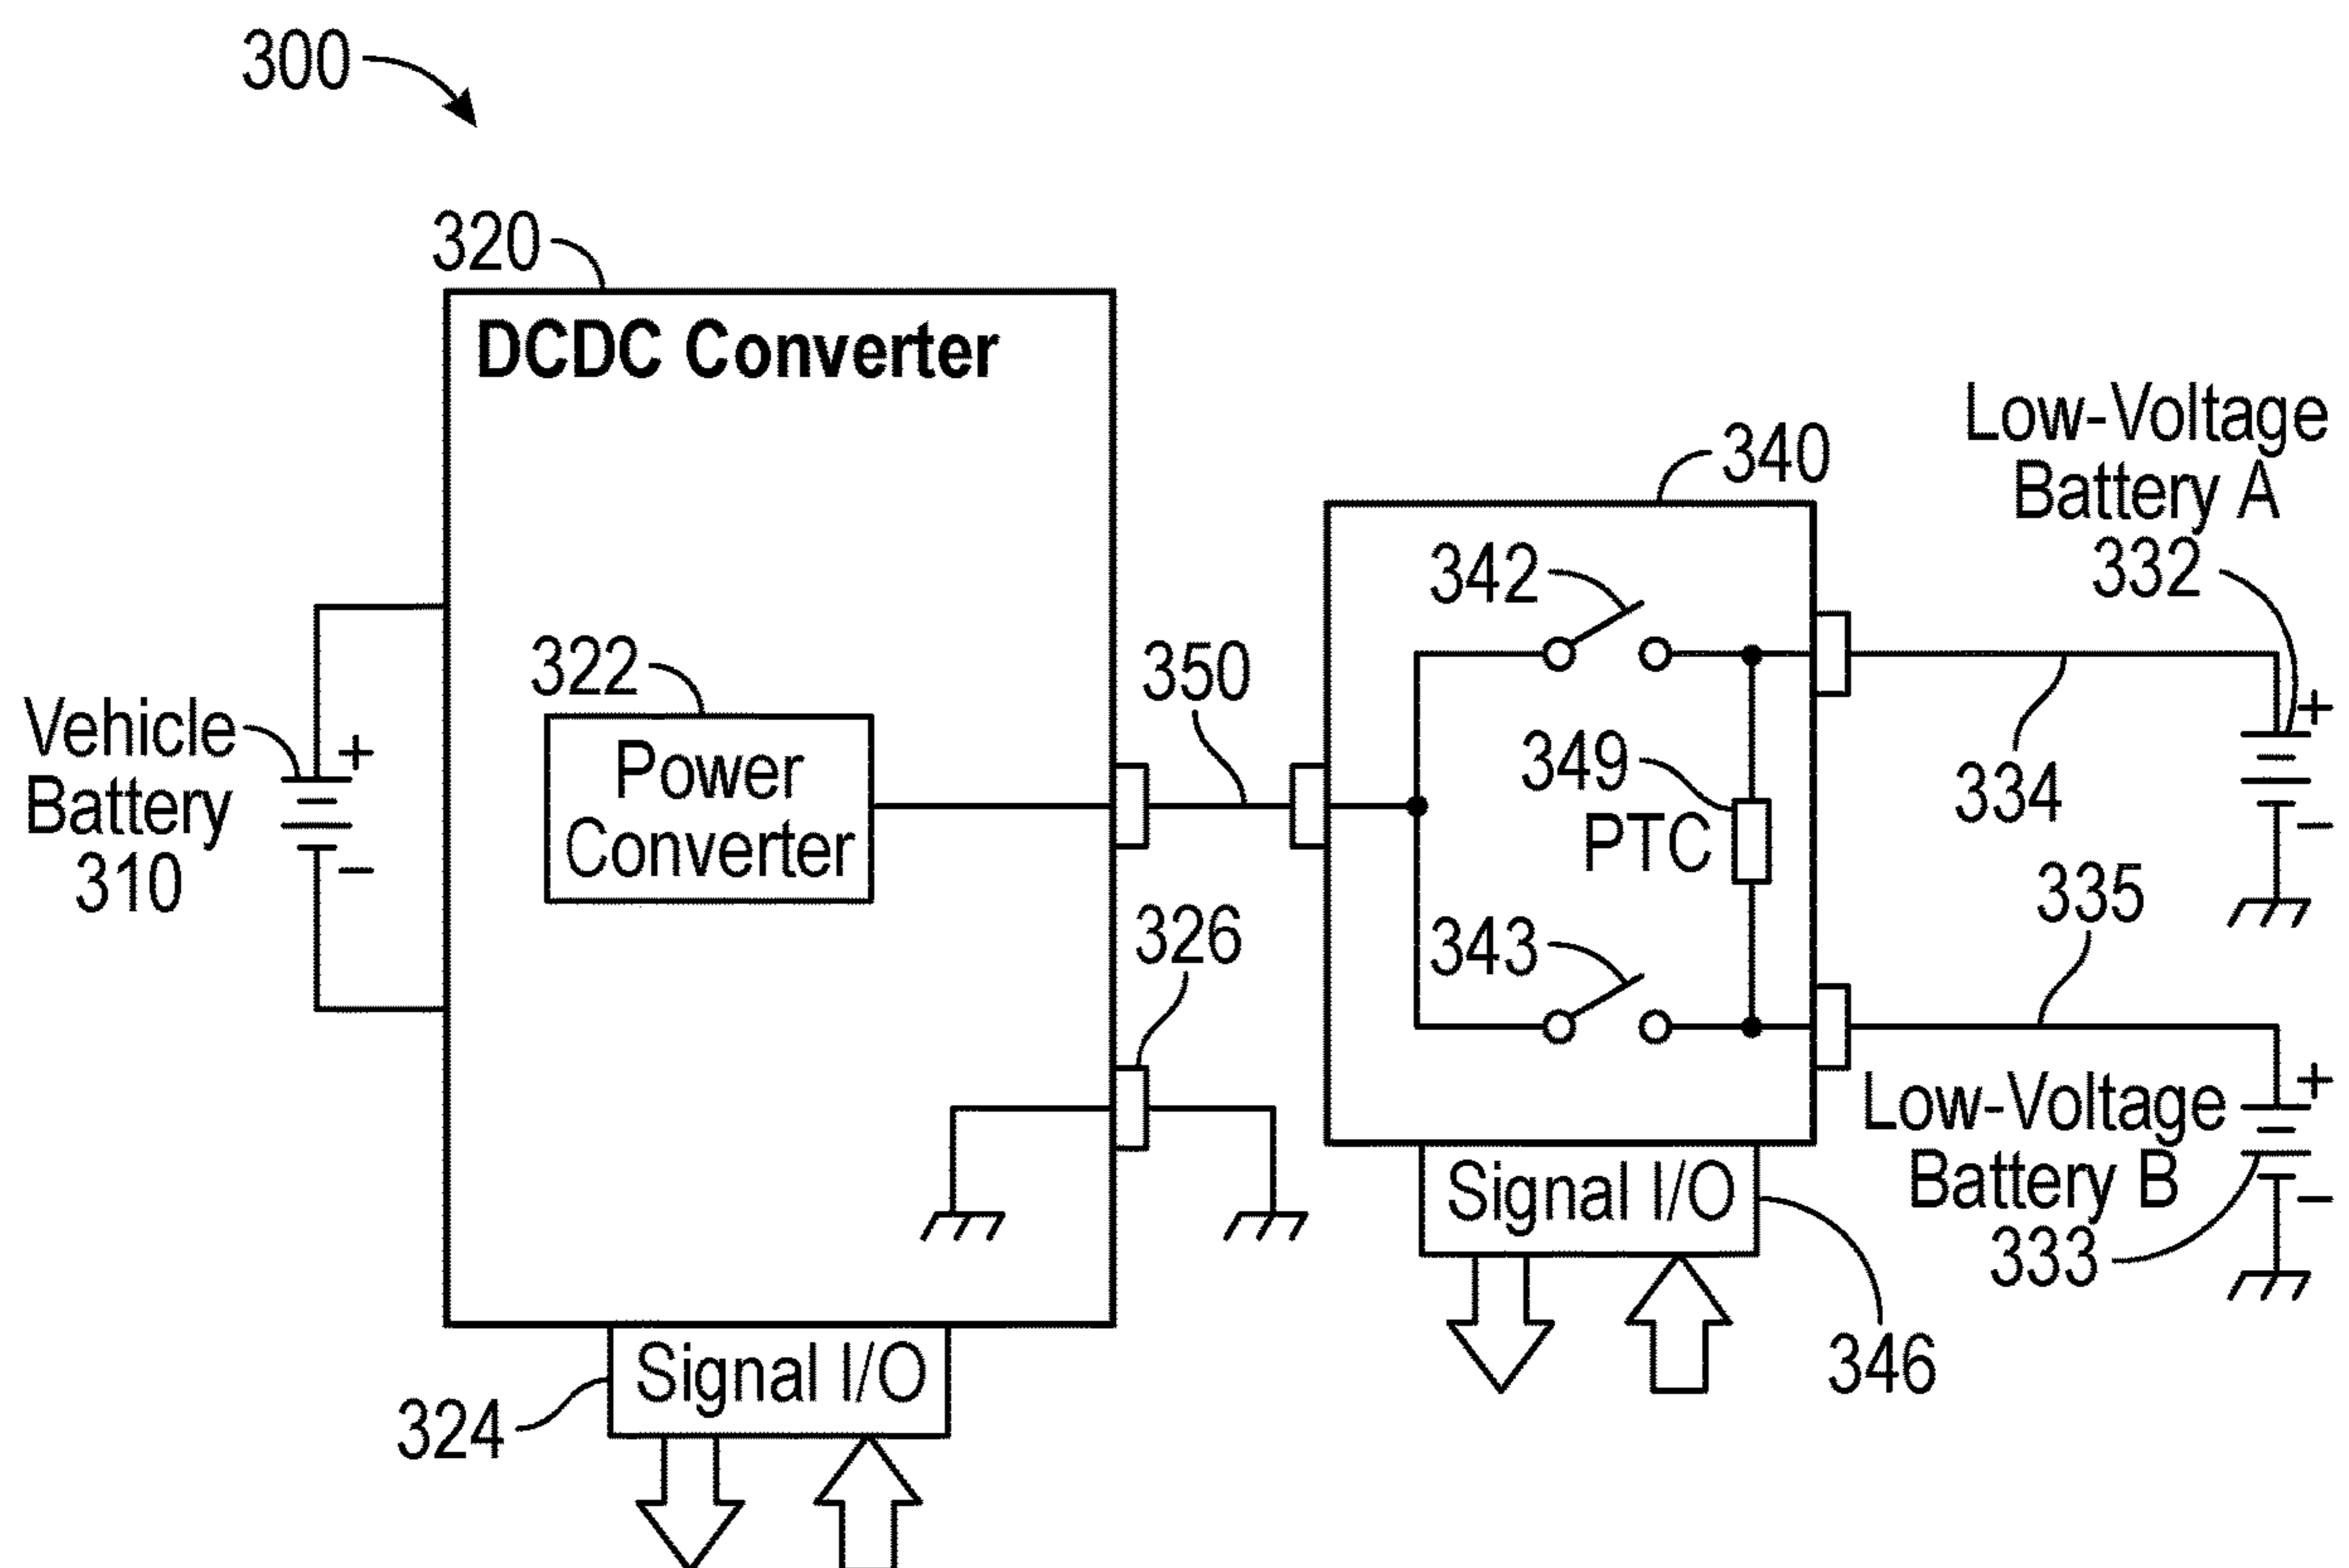 300
320
DCDC Converter
Low-Voltage
Battery A
332
340
342
322
350
Vehicle
Battery
310
+
−
Power
Converter
349
PTC
334
+
−
335
326
343
Low-Voltage
Battery B
333
+
−
Signal I/O
346
Signal I/O
324